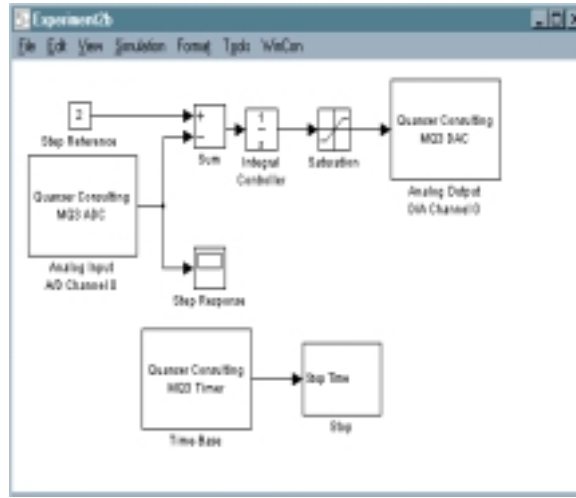 Experiment2b
File Edit View Simulation Format Tools WinCon
2
Step Reference
+
−
Sum
1
s
Integral
Controller
Saturation
Quanser Consulting
MQ3 DAC
Analog Output
D/A Channel 0
Quanser Consulting
MQ3 ADC
Analog Input
A/D Channel 0
Step Response
Quanser Consulting
MQ3 Timer
Time Base
Stop Time
Stop